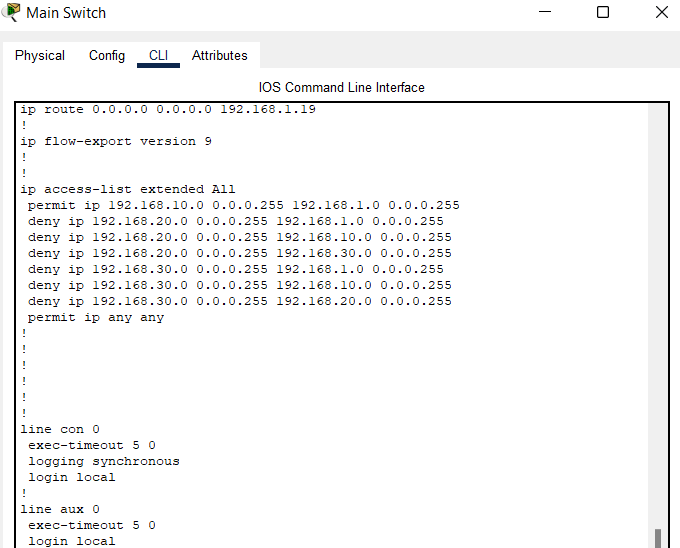 Main Switch
Physical Config CLI Attributes
IOS Command Line Interface
ip route 0.0.0.0 0.0.0.0 192.168.1.19
!
ip flow-export version 9
!
!
ip access-list extended All
 permit ip 192.168.10.0 0.0.0.255 192.168.1.0 0.0.0.255
 deny ip 192.168.20.0 0.0.0.255 192.168.1.0 0.0.0.255
 deny ip 192.168.20.0 0.0.0.255 192.168.10.0 0.0.0.255
 deny ip 192.168.20.0 0.0.0.255 192.168.30.0 0.0.0.255
 deny ip 192.168.30.0 0.0.0.255 192.168.1.0 0.0.0.255
 deny ip 192.168.30.0 0.0.0.255 192.168.10.0 0.0.0.255
 deny ip 192.168.30.0 0.0.0.255 192.168.20.0 0.0.0.255
 permit ip any any
!
!
!
!
!
!
line con 0
 exec-timeout 5 0
 logging synchronous
 login local
!
line aux 0
 exec-timeout 5 0
 login local